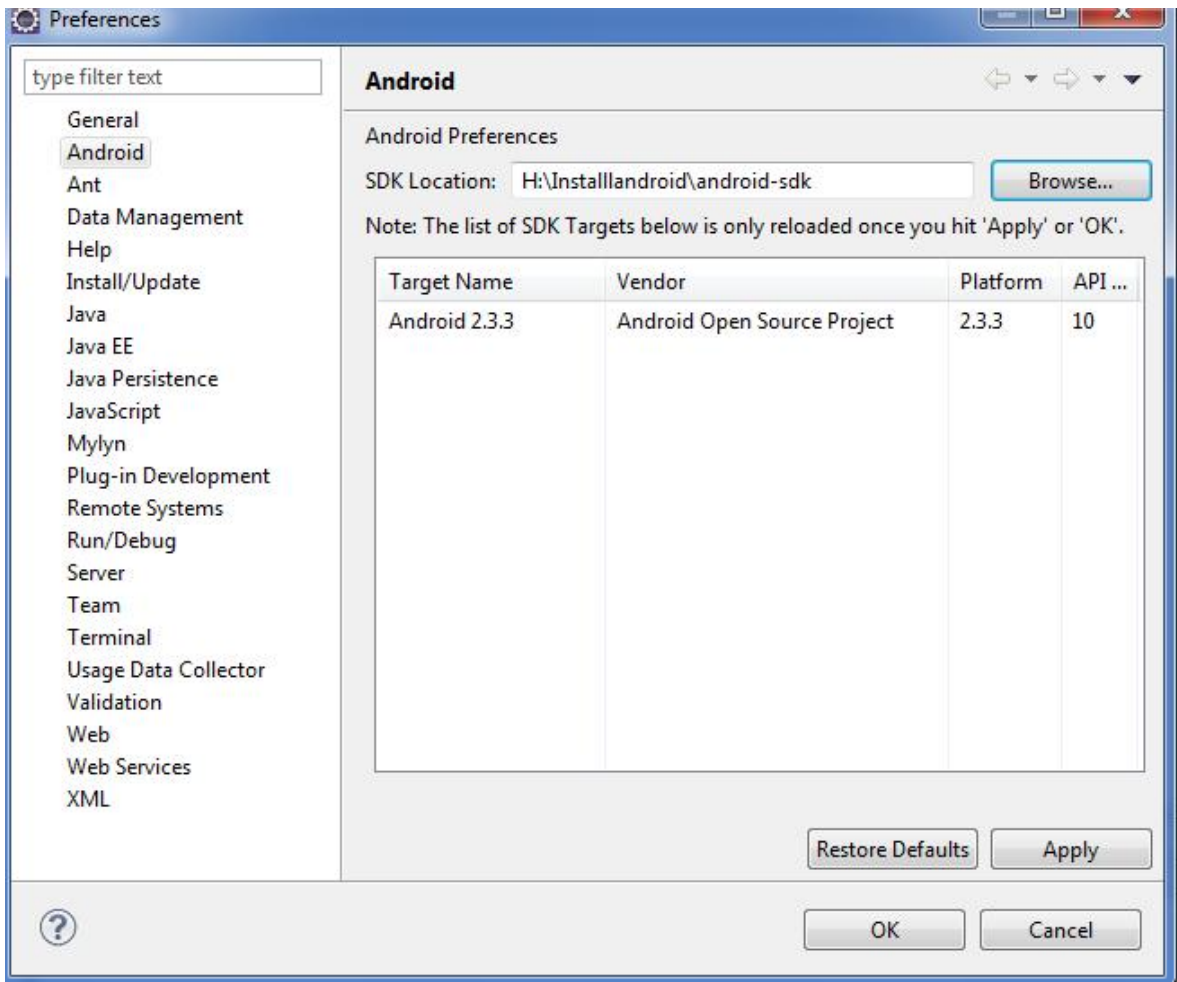 Preferences
type filter text
General
Android
Ant
Data Management
Help
Install/Update
Java
Java EE
Java Persistence
JavaScript
Mylyn
Plug-in Development
Remote Systems
Run/Debug
Server
Team
Terminal
Usage Data Collector
Validation
Web
Web Services
XML
Android
Android Preferences
SDK Location: H:\Installlandroid\android-sdk Browse...
Note: The list of SDK Targets below is only reloaded once you hit 'Apply' or 'OK'.
Target Name Vendor Platform API ...
Android 2.3.3 Android Open Source Project 2.3.3 10
Restore Defaults Apply
? OK Cancel